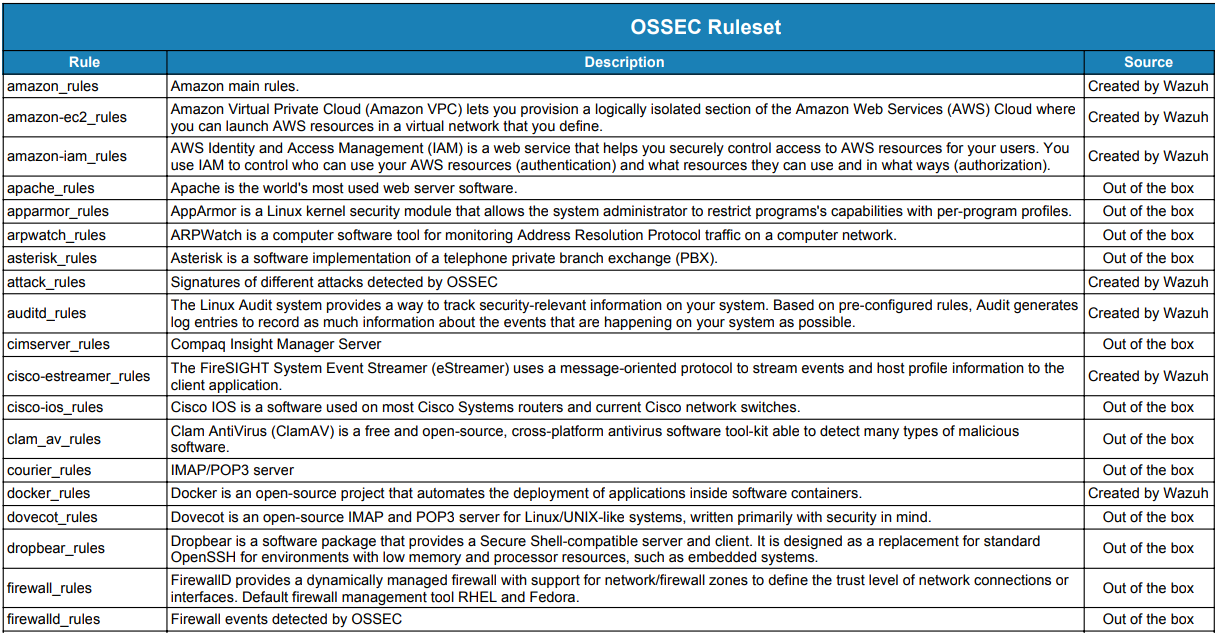 OSSEC Ruleset
Rule Description Source
amazon_rules Amazon main rules. Created by Wazuh
amazon-ec2_rules Amazon Virtual Private Cloud (Amazon VPC) lets you provision a logically isolated section of the Amazon Web Services (AWS) Cloud where
you can launch AWS resources in a virtual network that you define. Created by Wazuh
amazon-iam_rules AWS Identity and Access Management (IAM) is a web service that helps you securely control access to AWS resources for your users. You
use IAM to control who can use your AWS resources (authentication) and what resources they can use and in what ways (authorization). Created by Wazuh
apache_rules Apache is the world's most used web server software. Out of the box
apparmor_rules AppArmor is a Linux kernel security module that allows the system administrator to restrict programs's capabilities with per-program profiles. Out of the box
arpwatch_rules ARPWatch is a computer software tool for monitoring Address Resolution Protocol traffic on a computer network. Out of the box
asterisk_rules Asterisk is a software implementation of a telephone private branch exchange (PBX). Out of the box
attack_rules Signatures of different attacks detected by OSSEC Created by Wazuh
auditd_rules The Linux Audit system provides a way to track security-relevant information on your system. Based on pre-configured rules, Audit generates
log entries to record as much information about the events that are happening on your system as possible. Created by Wazuh
cimserver_rules Compaq Insight Manager Server Out of the box
cisco-estreamer_rules The FireSIGHT System Event Streamer (eStreamer) uses a message-oriented protocol to stream events and host profile information to the
client application. Created by Wazuh
cisco-ios_rules Cisco IOS is a software used on most Cisco Systems routers and current Cisco network switches. Out of the box
clam_av_rules Clam AntiVirus (ClamAV) is a free and open-source, cross-platform antivirus software tool-kit able to detect many types of malicious
software. Out of the box
courier_rules IMAP/POP3 server Out of the box
docker_rules Docker is an open-source project that automates the deployment of applications inside software containers. Created by Wazuh
dovecot_rules Dovecot is an open-source IMAP and POP3 server for Linux/UNIX-like systems, written primarily with security in mind. Out of the box
dropbear_rules Dropbear is a software package that provides a Secure Shell-compatible server and client. It is designed as a replacement for standard
OpenSSH for environments with low memory and processor resources, such as embedded systems. Out of the box
firewall_rules FirewallD provides a dynamically managed firewall with support for network/firewall zones to define the trust level of network connections or
interfaces. Default firewall management tool RHEL and Fedora. Out of the box
firewalld_rules Firewall events detected by OSSEC Out of the box